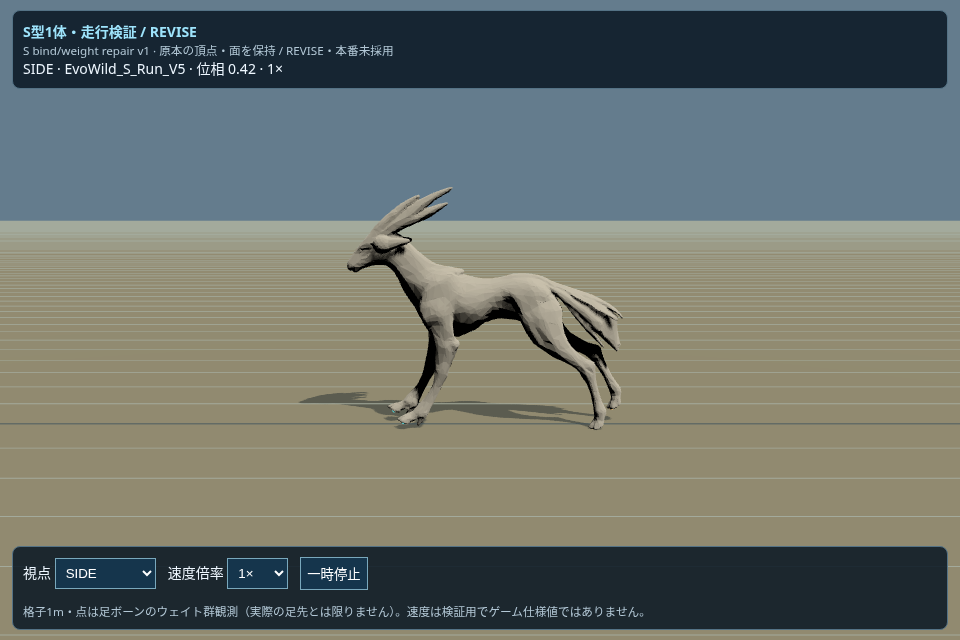 S型1体・走行検証 / REVISE
S bind/weight repair v1 · 原本の頂点・面を保持 / REVISE・本番未採用
SIDE · EvoWild_S_Run_V5 · 位相 0.42 · 1×
視点 SIDE 速度倍率 1× 一時停止
格子1m・点は足ボーンのウェイト群観測（実際の足先とは限りません）。速度は検証用でゲーム仕様値ではありません。